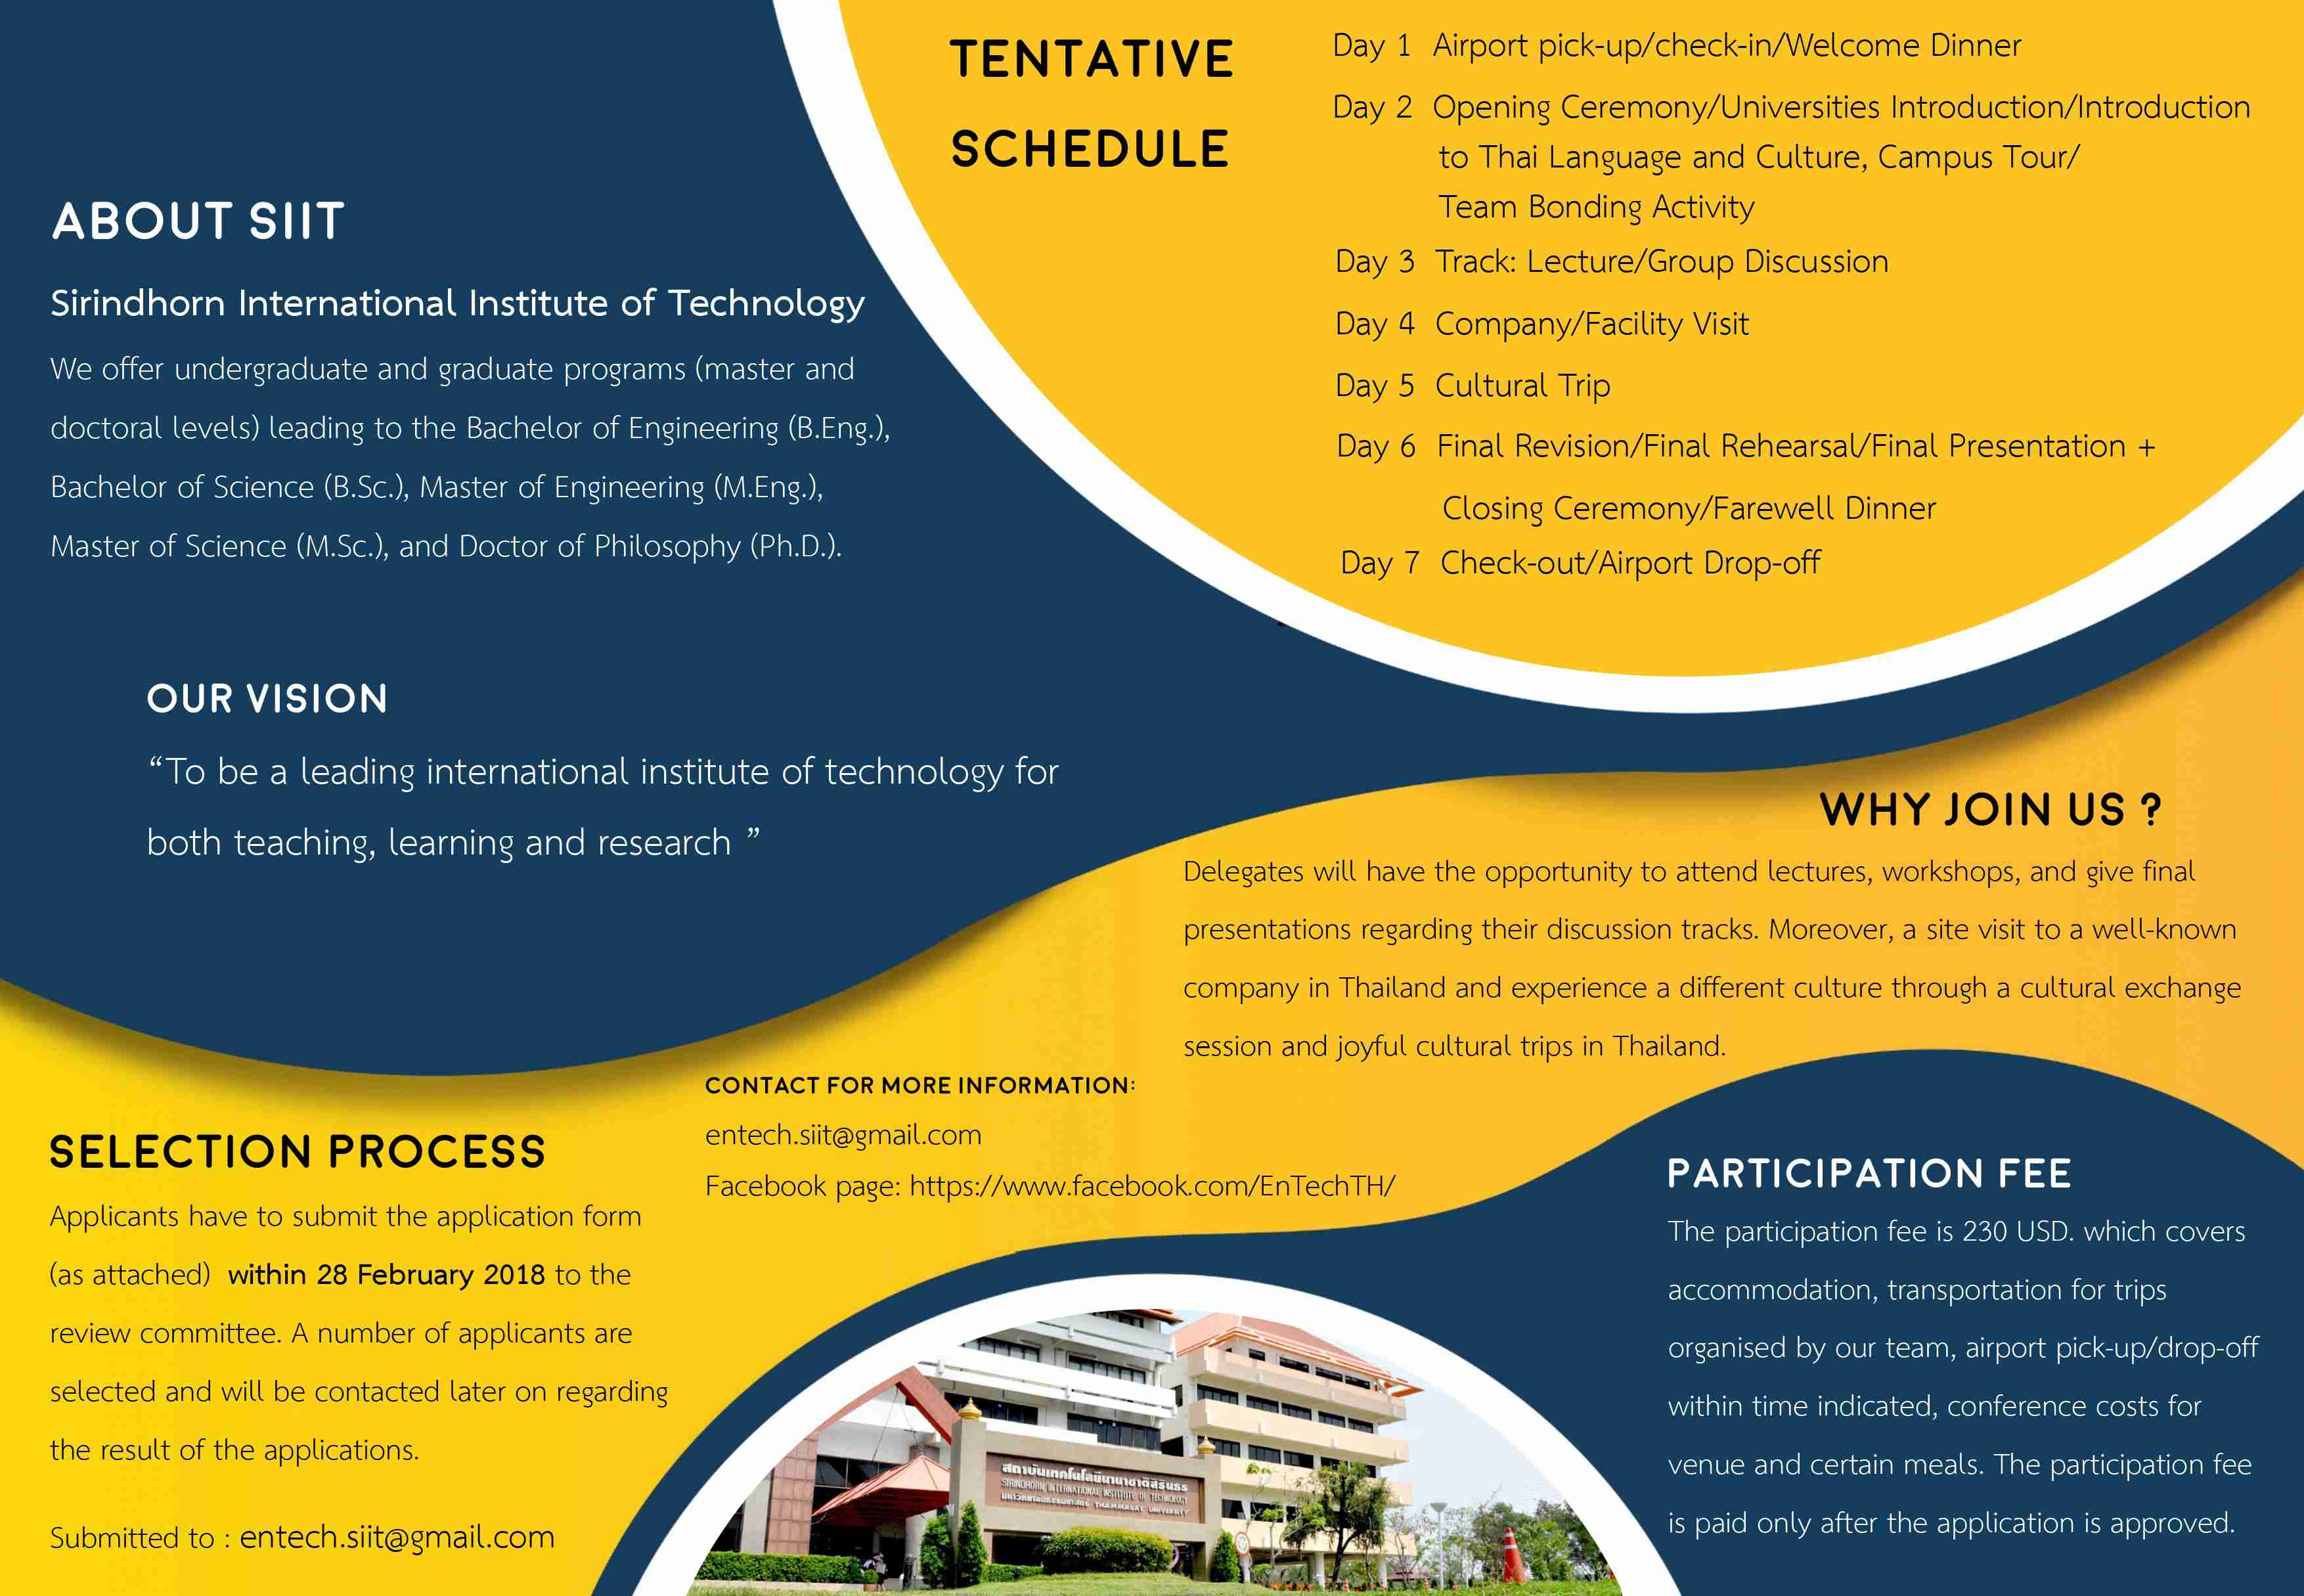 ABOUT SIIT
Sirindhorn International Institute of Technology
We offer undergraduate and graduate programs (master and
doctoral levels) leading to the Bachelor of Engineering (B.Eng.),
Bachelor of Science (B.Sc.), Master of Engineering (M.Eng.),
Master of Science (M.Sc.), and Doctor of Philosophy (Ph.D.).
OUR VISION
“To be a leading international institute of technology for
both teaching, learning and research ”
TENTATIVE
SCHEDULE
Day 1 Airport pick-up/check-in/Welcome Dinner
Day 2 Opening Ceremony/Universities Introduction/Introduction
to Thai Language and Culture, Campus Tour/
Team Bonding Activity
Day 3 Track: Lecture/Group Discussion
Day 4 Company/Facility Visit
Day 5 Cultural Trip
Day 6 Final Revision/Final Rehearsal/Final Presentation +
Closing Ceremony/Farewell Dinner
Day 7 Check-out/Airport Drop-off
WHY JOIN US ?
Delegates will have the opportunity to attend lectures, workshops, and give final
presentations regarding their discussion tracks. Moreover, a site visit to a well-known
company in Thailand and experience a different culture through a cultural exchange
session and joyful cultural trips in Thailand.
CONTACT FOR MORE INFORMATION:
entech.siit@gmail.com
Facebook page: https://www.facebook.com/EnTechTH/
SELECTION PROCESS
Applicants have to submit the application form
(as attached) within 28 February 2018 to the
review committee. A number of applicants are
selected and will be contacted later on regarding
the result of the applications.
Submitted to : entech.siit@gmail.com
PARTICIPATION FEE
The participation fee is 230 USD. which covers
accommodation, transportation for trips
organised by our team, airport pick-up/drop-off
within time indicated, conference costs for
venue and certain meals. The participation fee
is paid only after the application is approved.
สถาบันเทคโนโลยีนานาชาติสิรินธร
SIRINDHORN INTERNATIONAL INSTITUTE OF TECHNOLOGY
มหาวิทยาลัยธรรมศาสตร์ THAMMASAT UNIVERSITY